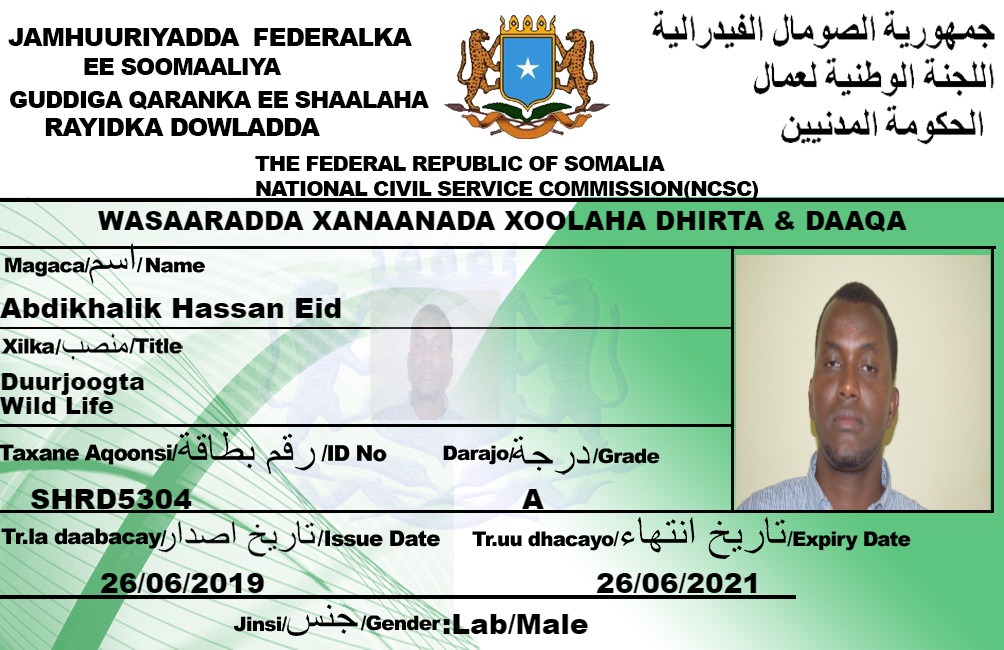 JAMHUURIYADDA FEDERALKA
EE SOOMAALIYA
GUDDIGA QARANKA EE SHAALAHA
RAYIDKA DOWLADDA
جمهورية الصومال الفيدرالية
اللجنة الوطنية لعمال
الحكومة المدنيين
THE FEDERAL REPUBLIC OF SOMALIA
NATIONAL CIVIL SERVICE COMMISSION(NCSC)
WASAARADDA XANAANADA XOOLAHA DHIRTA & DAAQA
Magaca/اسم/Name
Abdikhalik Hassan Eid
Xilka/منصب/Title
Duurjoogta
Wild Life
Taxane Aqoonsi/رقم بطاقة/ID No
Darajo/درجة/Grade
SHRD5304
A
Tr.la daabacay/تاريخ اصدار/Issue Date
Tr.uu dhacayo/تاريخ انتهاء/Expiry Date
26/06/2019
26/06/2021
Jinsi/جنس/Gender:Lab/Male